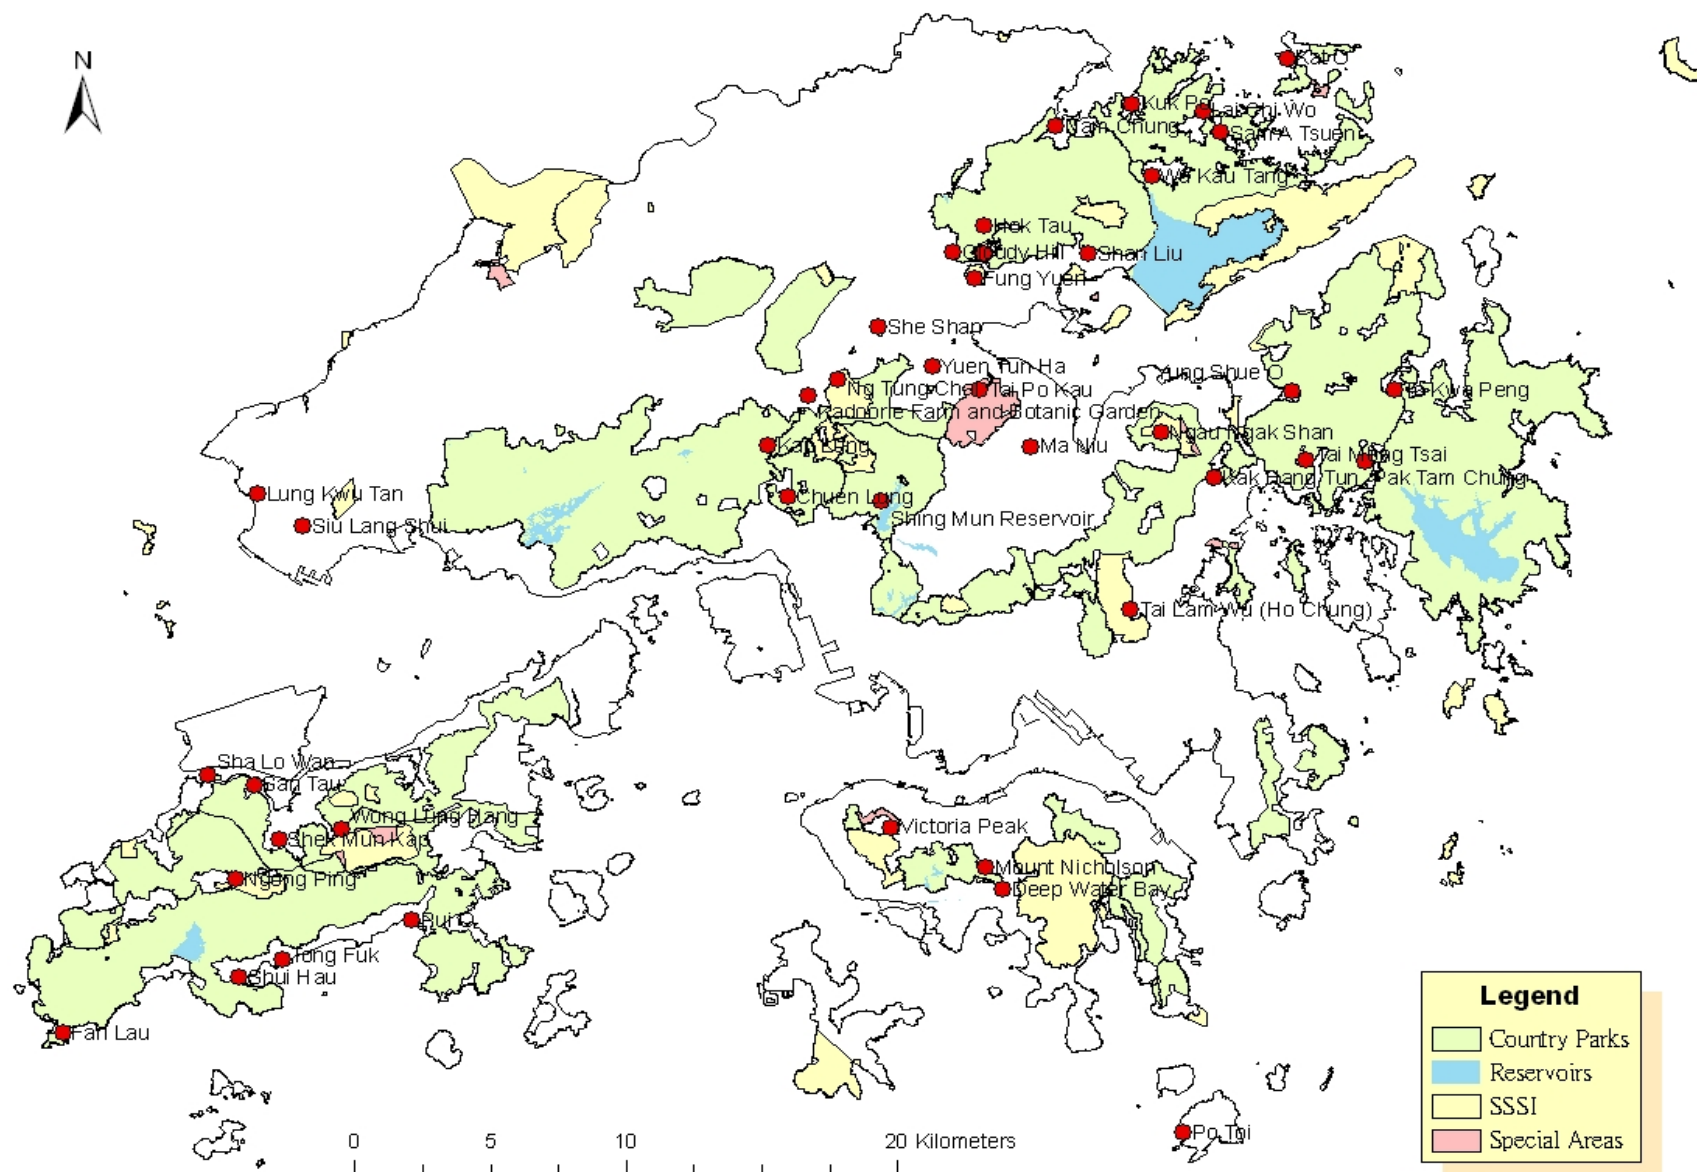 N
Kat O
Kuk Po
Lai Chi Wo
Nam Chung
Sam A Tsuen
Wu Kau Tang
Hok Tau
Cloudy Hill
Shan Liu
Fung Yuen
She Shan
Yuen Tun Ha
Yung Shue O
Ng Tung Chai
Tai Po Kau
To Kwa Peng
Kadoorie Farm and Botanic Garden
Ngau Ngak Shan
Kap Lung
Ma Niu
Tai Mong Tsai
Kak Hang Tun
Pak Tam Chung
Lung Kwu Tan
Chuen Lung
Siu Lang Shui
Shing Mun Reservoir
Tai Lam Wu (Ho Chung)
Sha Lo Wan
San Tau
Wong Lung Hang
Victoria Peak
Shek Mun Kap
Mount Nicholson
Ngong Ping
Deep Water Bay
Pui O
Tong Fuk
Shui Hau
Fan Lau
Po Toi
Legend
Country Parks
Reservoirs
SSSI
Special Areas
0 5 10 20 Kilometers